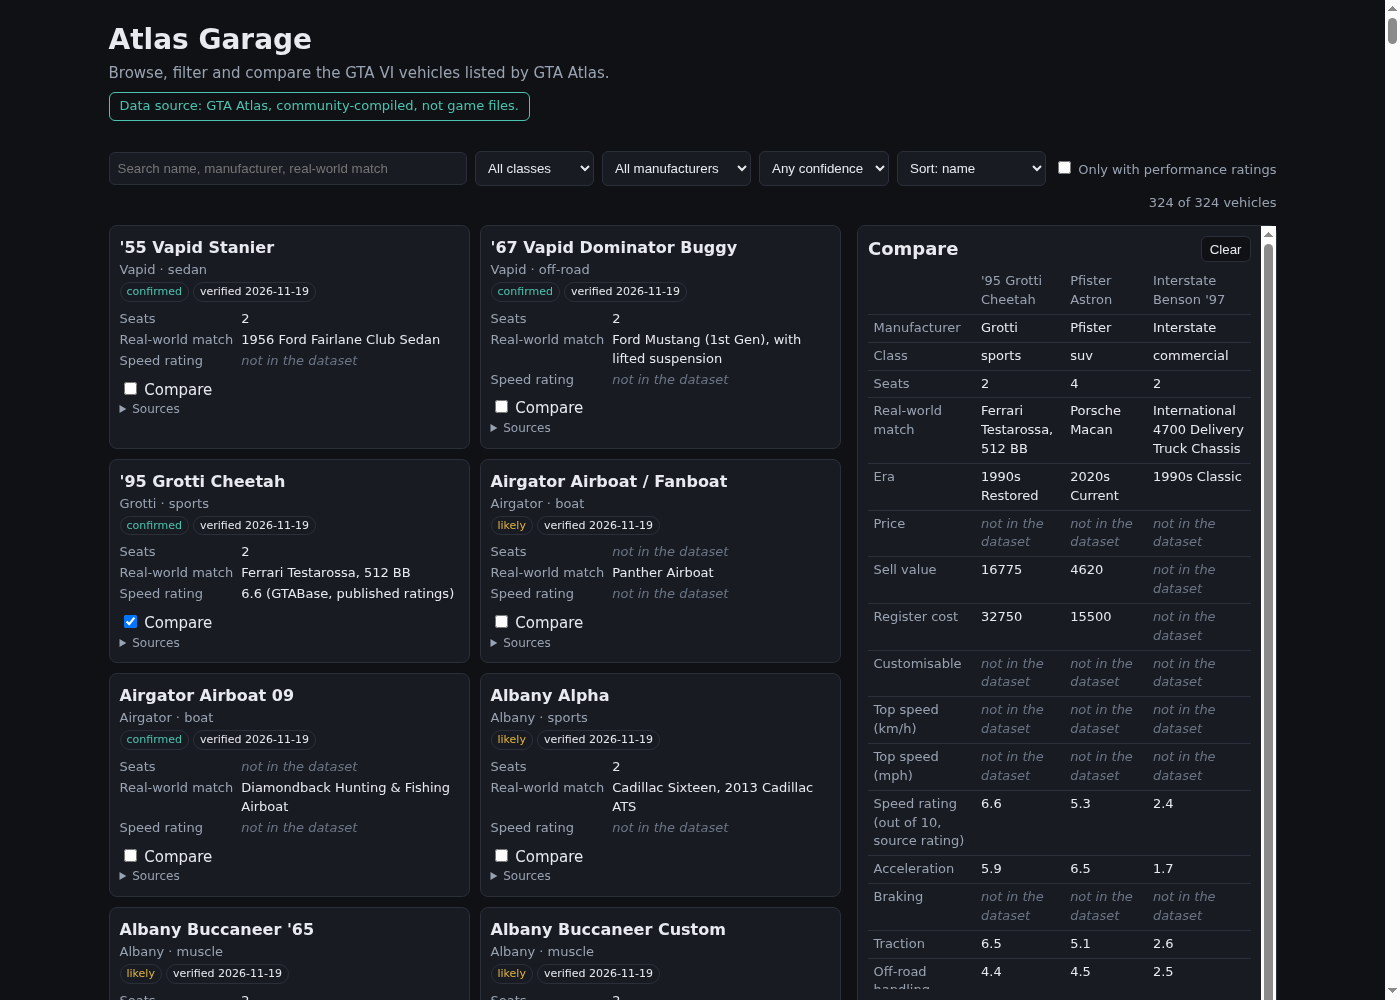 Atlas Garage
Browse, filter and compare the GTA VI vehicles listed by GTA Atlas.
Data source: GTA Atlas, community-compiled, not game files.
Search name, manufacturer, real-world match
All classes
All manufacturers
Any confidence
Sort: name
Only with performance ratings
324 of 324 vehicles
'55 Vapid Stanier
Vapid · sedan
confirmed verified 2026-11-19
Seats 2
Real-world match 1956 Ford Fairlane Club Sedan
Speed rating not in the dataset
Compare
Sources
'67 Vapid Dominator Buggy
Vapid · off-road
confirmed verified 2026-11-19
Seats 2
Real-world match Ford Mustang (1st Gen), with
lifted suspension
Speed rating not in the dataset
Compare
Sources
'95 Grotti Cheetah
Grotti · sports
confirmed verified 2026-11-19
Seats 2
Real-world match Ferrari Testarossa, 512 BB
Speed rating 6.6 (GTABase, published ratings)
Compare
Sources
Airgator Airboat / Fanboat
Airgator · boat
likely verified 2026-11-19
Seats not in the dataset
Real-world match Panther Airboat
Speed rating not in the dataset
Compare
Sources
Airgator Airboat 09
Airgator · boat
confirmed verified 2026-11-19
Seats not in the dataset
Real-world match Diamondback Hunting & Fishing
Airboat
Speed rating not in the dataset
Compare
Sources
Albany Alpha
Albany · sports
likely verified 2026-11-19
Seats 2
Real-world match Cadillac Sixteen, 2013 Cadillac
ATS
Speed rating not in the dataset
Compare
Sources
Albany Buccaneer '65
Albany · muscle
likely verified 2026-11-19
Seats 2
Albany Buccaneer Custom
Albany · muscle
likely verified 2026-11-19
Seats 2
Compare
Clear
'95 Grotti Pfister Interstate
Cheetah Astron Benson '97
Manufacturer Grotti Pfister Interstate
Class sports suv commercial
Seats 2 4 2
Real-world Ferrari Porsche International
match Testarossa, Macan 4700 Delivery
512 BB Truck Chassis
Era 1990s 2020s 1990s Classic
Restored Current
Price not in the not in the not in the
dataset dataset dataset
Sell value 16775 4620 not in the
dataset
Register cost 32750 15500 not in the
dataset
Customisable not in the not in the not in the
dataset dataset dataset
Top speed not in the not in the not in the
(km/h) dataset dataset dataset
Top speed not in the not in the not in the
(mph) dataset dataset dataset
Speed rating 6.6 5.3 2.4
(out of 10,
source rating)
Acceleration 5.9 6.5 1.7
Braking not in the not in the not in the
dataset dataset dataset
Traction 6.5 5.1 2.6
Off-road 4.4 4.5 2.5
handling